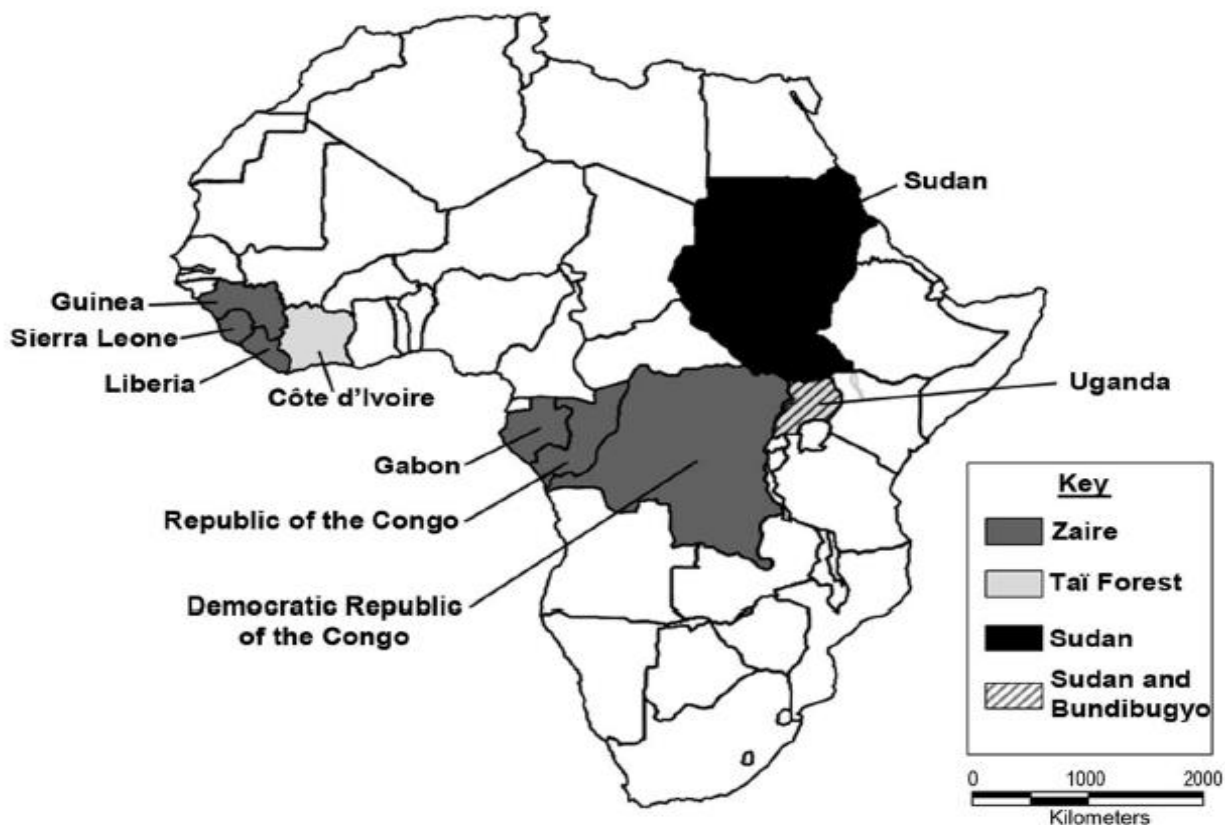 Sudan
Guinea
Sierra Leone
Liberia
Côte d'Ivoire
Uganda
Gabon
Republic of the Congo
Democratic Republic
of the Congo
Key
Zaire
Taï Forest
Sudan
Sudan and
Bundibugyo
0 1000 2000
Kilometers